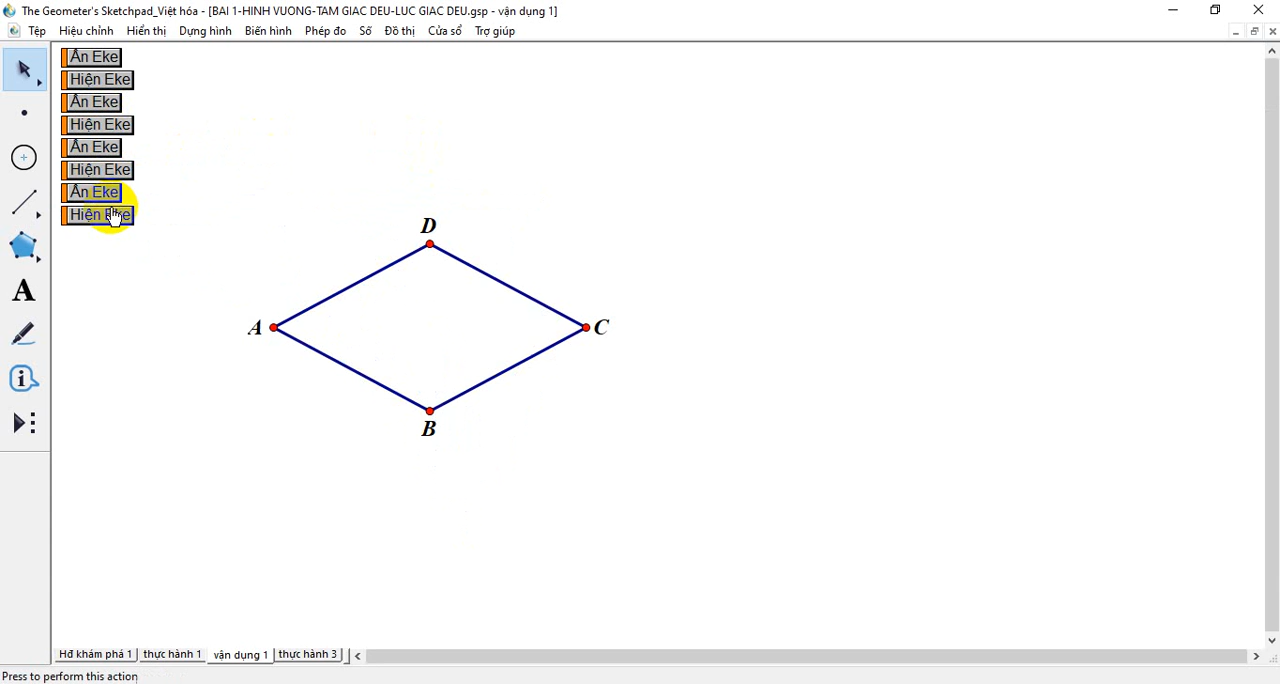 The Geometer's Sketchpad_Việt hóa - [BAI 1-HINH VUONG-TAM GIAC DEU-LUC GIAC DEU.gsp - vận dụng 1]
Tệp Hiệu chỉnh Hiển thị Dựng hình Biến hình Phép đo Số Đồ thị Cửa sổ Trợ giúp
Ẩn Eke
Hiện Eke
Ẩn Eke
Hiện Eke
Ẩn Eke
Hiện Eke
Ẩn Eke
Hiện Eke
D
A
C
B
A
Hđ khám phá 1 thực hành 1 vận dụng 1 thực hành 3
Press to perform this action